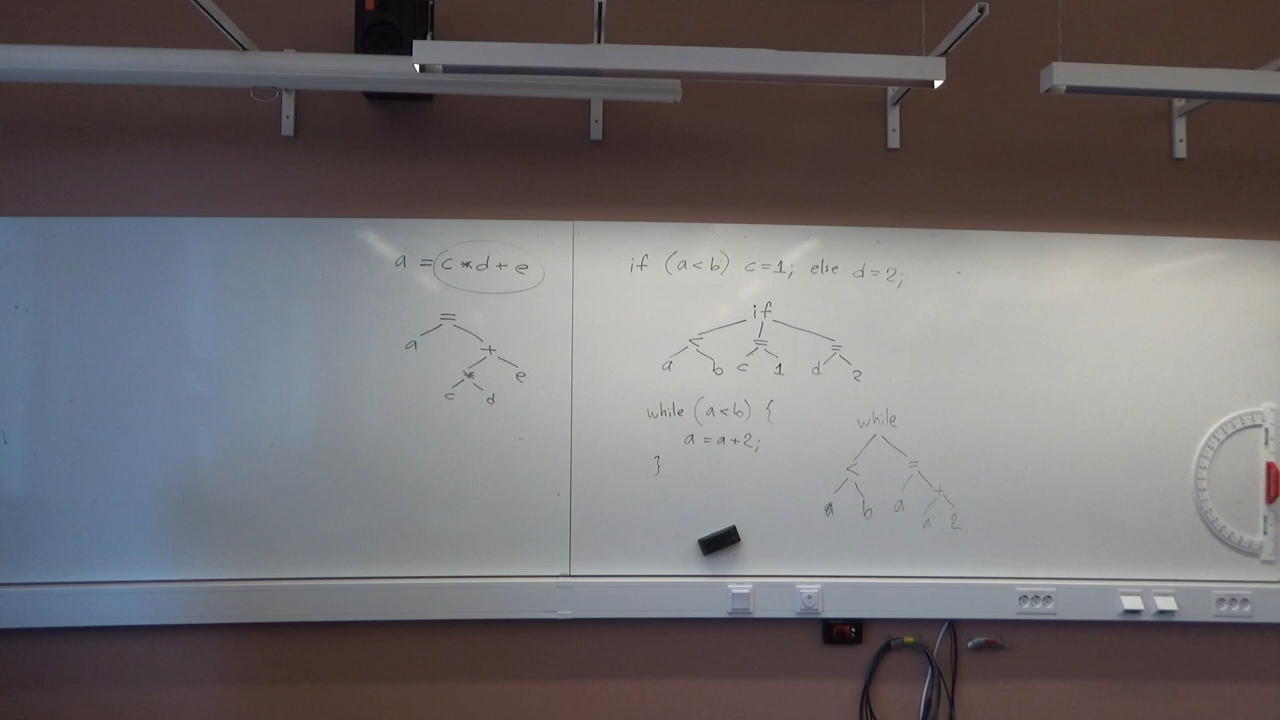 a = c * d + e
=
a +
* e
c d
if (a<b) c=1; else d=2;
if
< = =
a b c 1 d 2
while (a<b) {
a = a+2;
}
while
< =
a b a +
a 2